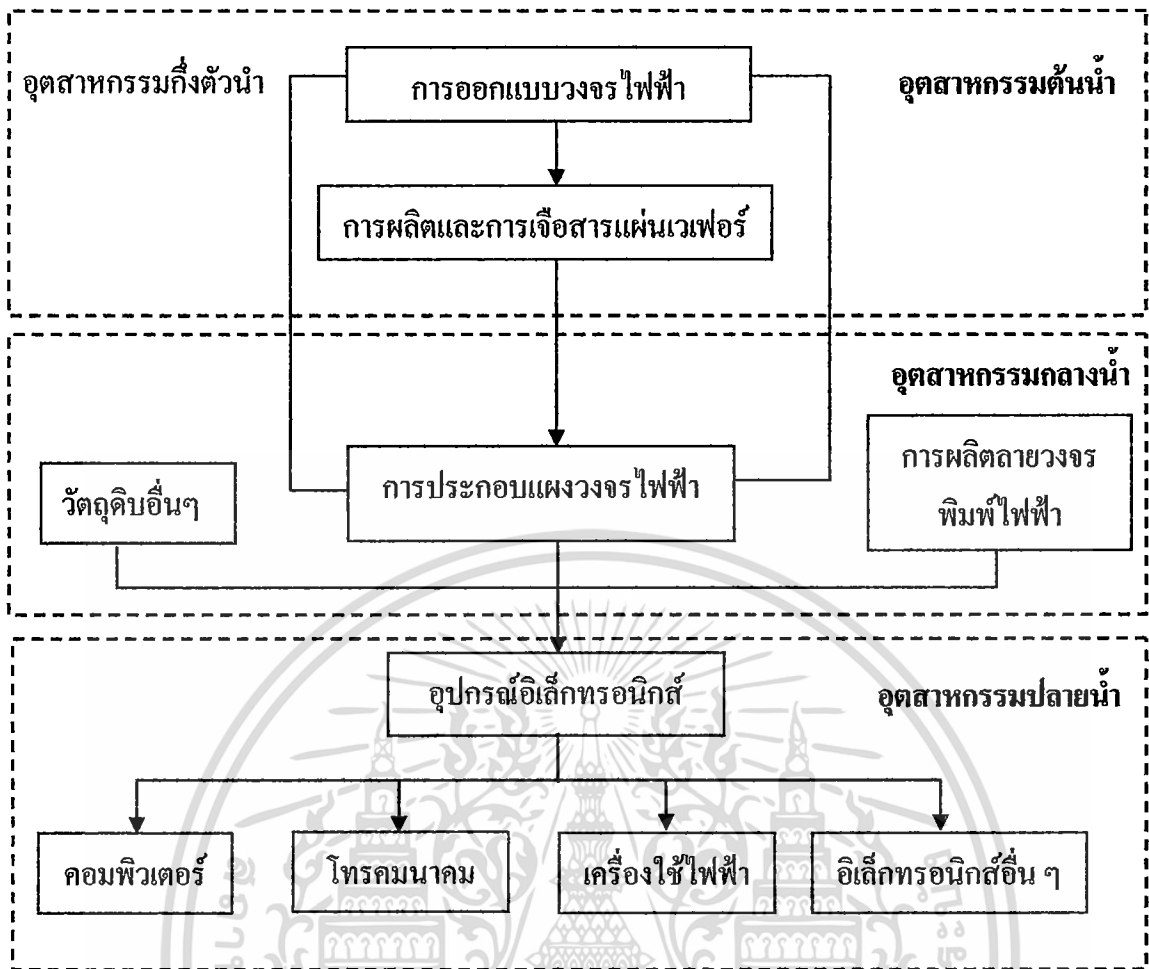 อุตสาหกรรมกึ่งตัวนำ
การออกแบบวงจรไฟฟ้า
อุตสาหกรรมต้นน้ำ
การผลิตและการเจือสารแผ่นเวเฟอร์
อุตสาหกรรมกลางน้ำ
วัตถุดิบอื่นๆ
การประกอบแผงวงจรไฟฟ้า
การผลิตลายวงจร
พิมพ์ไฟฟ้า
อุปกรณ์อิเล็กทรอนิกส์
อุตสาหกรรมปลายน้ำ
คอมพิวเตอร์
โทรคมนาคม
เครื่องใช้ไฟฟ้า
อิเล็กทรอนิกส์อื่น ๆ